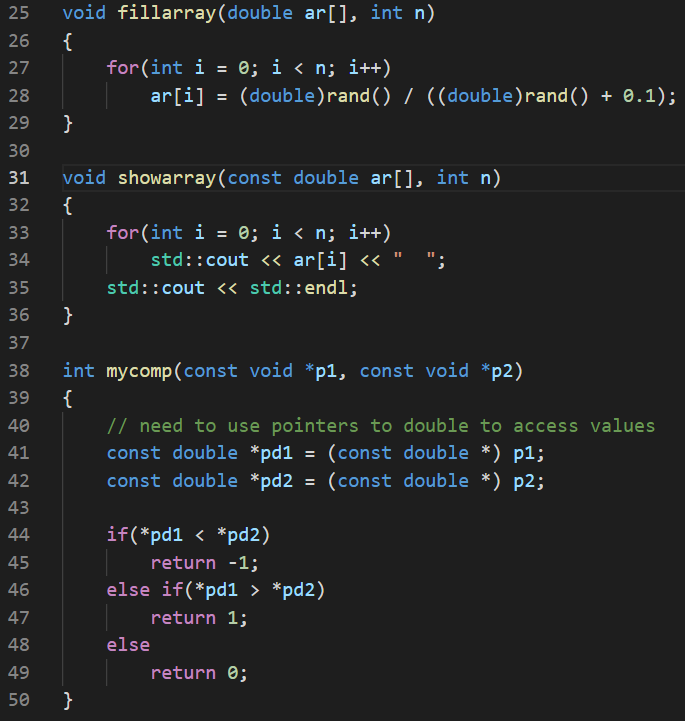 25 void fillarray(double ar[], int n)
26 {
27     for(int i = 0; i < n; i++)
28         ar[i] = (double)rand() / ((double)rand() + 0.1);
29 }
30
31 void showarray(const double ar[], int n)
32 {
33     for(int i = 0; i < n; i++)
34         std::cout << ar[i] << "  ";
35     std::cout << std::endl;
36 }
37
38 int mycomp(const void *p1, const void *p2)
39 {
40     // need to use pointers to double to access values
41     const double *pd1 = (const double *) p1;
42     const double *pd2 = (const double *) p2;
43
44     if(*pd1 < *pd2)
45         return -1;
46     else if(*pd1 > *pd2)
47         return 1;
48     else
49         return 0;
50 }